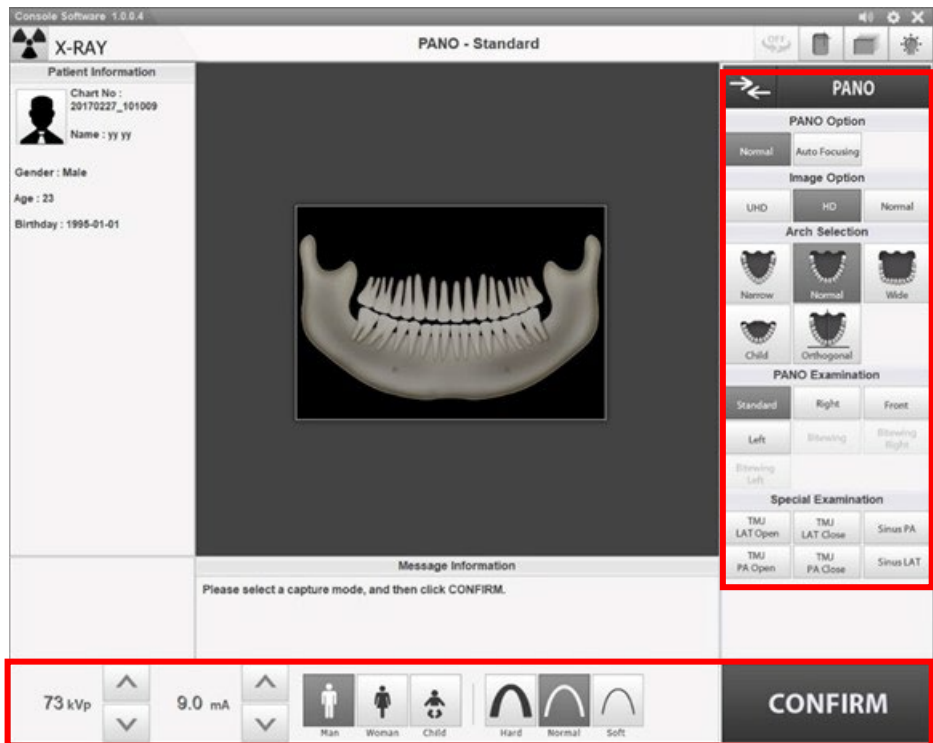 Console Software 1.0.0.4
X-RAY
PANO - Standard
OFF
Patient Information
Chart No :
20170227_101009
Name : yy yy
Gender : Male
Age : 23
Birthday : 1995-01-01
PANO
PANO Option
Normal Auto Focusing
Image Option
UHD HD Normal
Arch Selection
Narrow Normal Wide
Child Orthogonal
PANO Examination
Standard Right Front
Left Bitewing Bitewing
Right
Bitewing
Left
Special Examination
TMJ TMJ Sinus PA
LAT Open LAT Close
TMJ TMJ Sinus LAT
PA Open PA Close
Message Information
Please select a capture mode, and then click CONFIRM.
73 kVp 9.0 mA
Man Woman Child Hard Normal Soft
CONFIRM